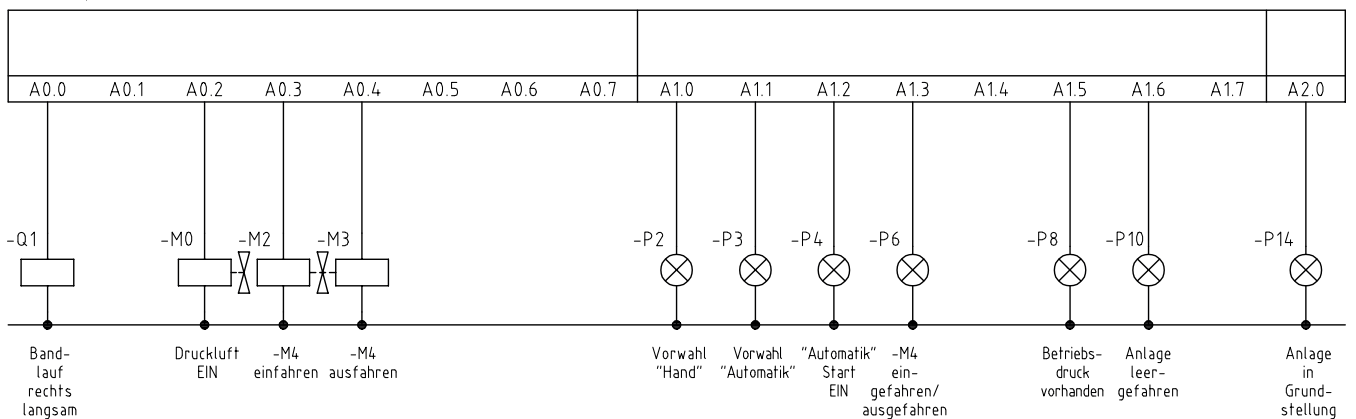 A0.0 A0.1 A0.2 A0.3 A0.4 A0.5 A0.6 A0.7 A1.0 A1.1 A1.2 A1.3 A1.4 A1.5 A1.6 A1.7 A2.0
-Q1 -M0 -M2 -M3 -P2 -P3 -P4 -P6 -P8 -P10 -P14
Band-
lauf
rechts
langsam
Druckluft
EIN
-M4
einfahren
-M4
ausfahren
Vorwahl
"Hand"
Vorwahl
"Automatik"
"Automatik"
Start
EIN
-M4
ein-
gefahren/
ausgefahren
Betriebs-
druck
vorhanden
Anlage
leer-
gefahren
Anlage
in
Grund-
stellung